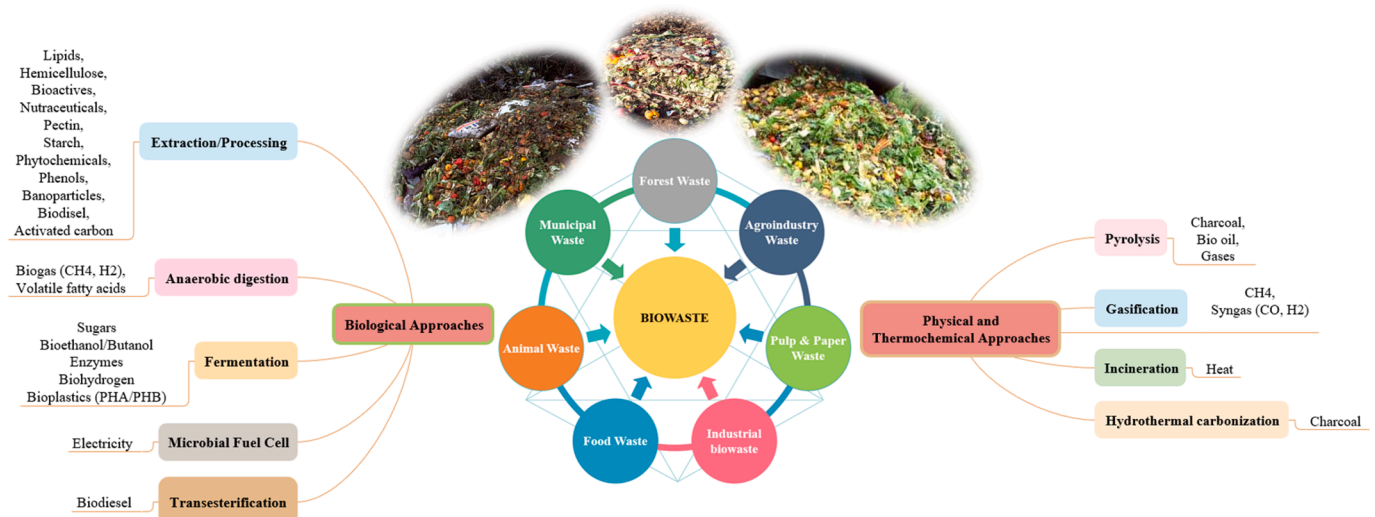 Lipids,
Hemicellulose,
Bioactives,
Nutraceuticals,
Pectin,
Starch,
Phytochemicals,
Phenols,
Banoparticles,
Biodisel,
Activated carbon
Extraction/Processing
Biogas (CH4, H2),
Volatile fatty acids
Anaerobic digestion
Sugars
Bioethanol/Butanol
Enzymes
Biohydrogen
Bioplastics (PHA/PHB)
Fermentation
Electricity
Microbial Fuel Cell
Biodiesel
Transesterification
Biological Approaches
Forest Waste
Municipal
Waste
Agroindustry
Waste
BIOWASTE
Animal Waste
Pulp & Paper
Waste
Food Waste
Industrial
biowaste
Physical and
Thermochemical Approaches
Pyrolysis
Charcoal,
Bio oil,
Gases
Gasification
CH4,
Syngas (CO, H2)
Incineration
Heat
Hydrothermal carbonization
Charcoal